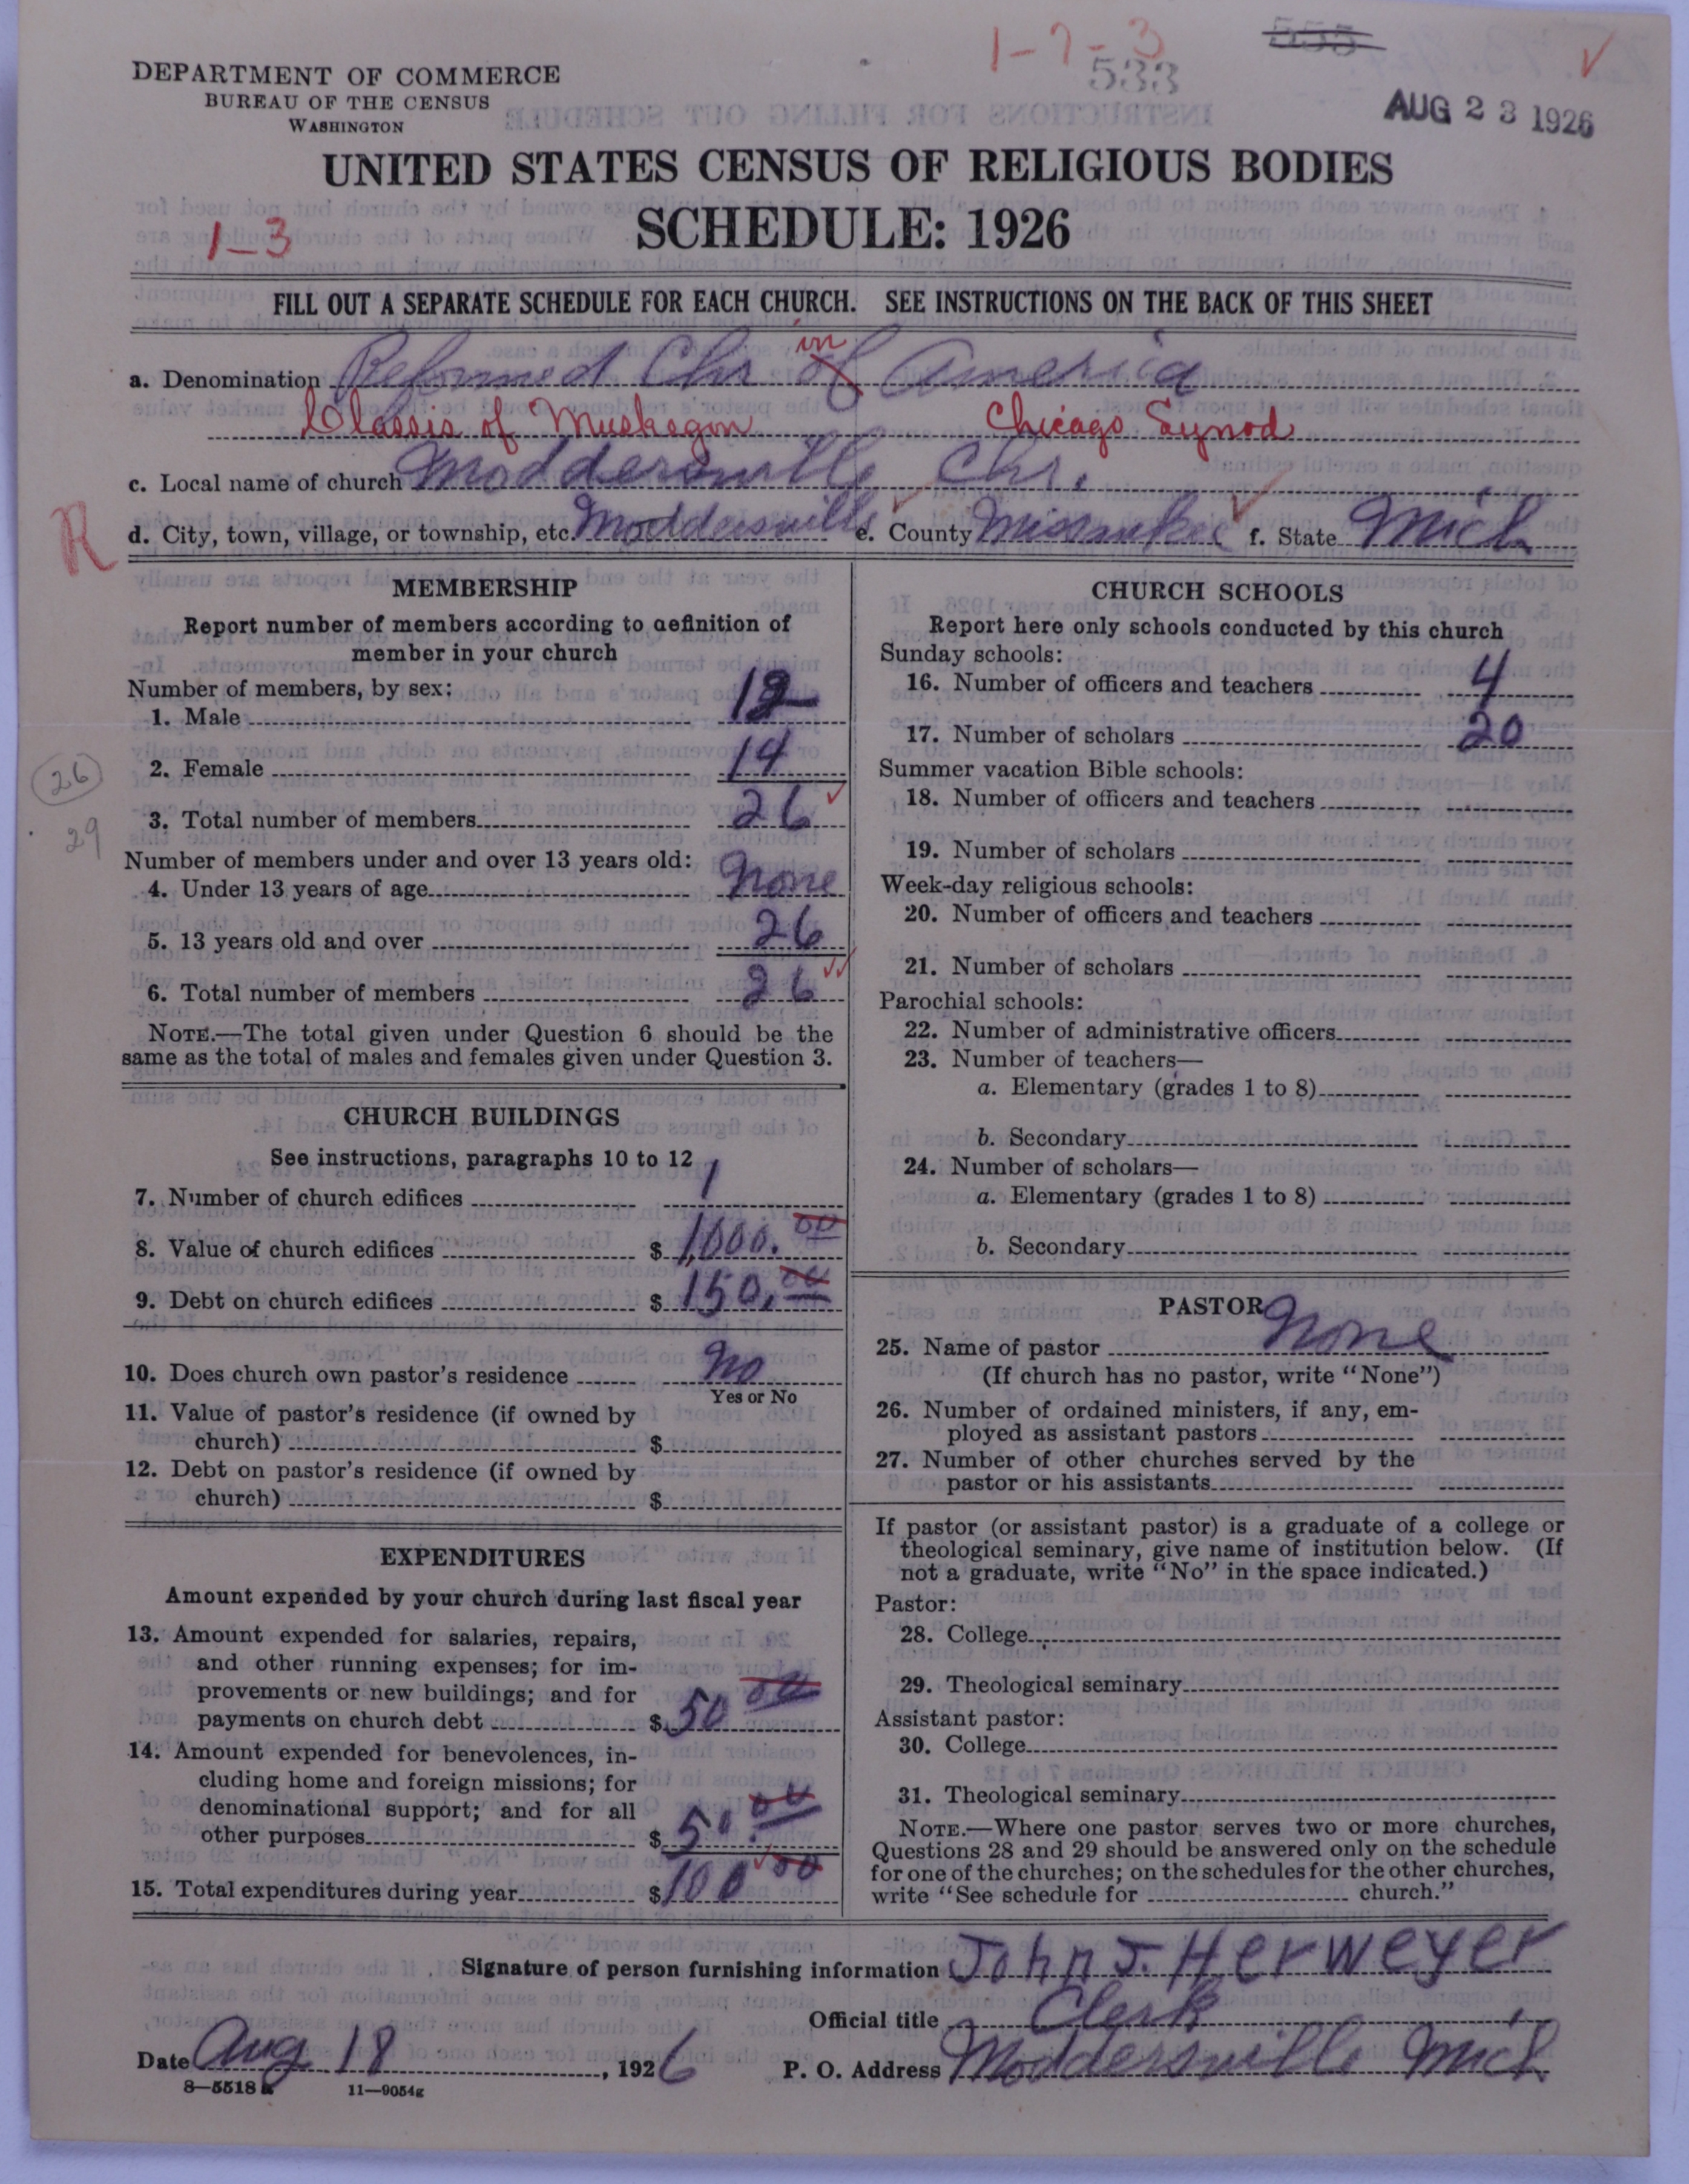 1-7-3
533
555
AUG 23 1926
DEPARTMENT OF COMMERCE
BUREAU OF THE CENSUS
WASHINGTON
UNITED STATES CENSUS OF RELIGIOUS BODIES
SCHEDULE: 1926
1-3
FILL OUT A SEPARATE SCHEDULE FOR EACH CHURCH. SEE INSTRUCTIONS ON THE BACK OF THIS SHEET
in
a. Denomination Reformed Chr of America
Classis of Muskegon Chicago Synod
c. Local name of church Moddersville Chr.
R
d. City, town, village, or township, etc. Moddersville e. County Missaukee f. State Mich
MEMBERSHIP
Report number of members according to definition of
member in your church
Number of members, by sex:
1. Male 12
2. Female 14
26
3. Total number of members 26
29
Number of members under and over 13 years old:
4. Under 13 years of age None
5. 13 years old and over 26
6. Total number of members 26
NOTE.—The total given under Question 6 should be the
same as the total of males and females given under Question 3.
CHURCH BUILDINGS
See instructions, paragraphs 10 to 12
7. Number of church edifices 1
8. Value of church edifices $ 1,000.00
9. Debt on church edifices $ 150.00
10. Does church own pastor's residence No
Yes or No
11. Value of pastor's residence (if owned by
church) $
12. Debt on pastor's residence (if owned by
church) $
EXPENDITURES
Amount expended by your church during last fiscal year
13. Amount expended for salaries, repairs,
and other running expenses; for im-
provements or new buildings; and for
payments on church debt $ 50 00
14. Amount expended for benevolences, in-
cluding home and foreign missions; for
denominational support; and for all
other purposes $ 50.00
15. Total expenditures during year $ 100 00
CHURCH SCHOOLS
Report here only schools conducted by this church
Sunday schools:
16. Number of officers and teachers 4
17. Number of scholars 20
Summer vacation Bible schools:
18. Number of officers and teachers
19. Number of scholars
Week-day religious schools:
20. Number of officers and teachers
21. Number of scholars
Parochial schools:
22. Number of administrative officers
23. Number of teachers—
a. Elementary (grades 1 to 8)
b. Secondary
24. Number of scholars—
a. Elementary (grades 1 to 8)
b. Secondary
PASTOR
25. Name of pastor None
(If church has no pastor, write "None")
26. Number of ordained ministers, if any, em-
ployed as assistant pastors
27. Number of other churches served by the
pastor or his assistants
If pastor (or assistant pastor) is a graduate of a college or
theological seminary, give name of institution below. (If
not a graduate, write "No" in the space indicated.)
Pastor:
28. College
29. Theological seminary
Assistant pastor:
30. College
31. Theological seminary
NOTE.—Where one pastor serves two or more churches,
Questions 28 and 29 should be answered only on the schedule
for one of the churches; on the schedules for the other churches,
write "See schedule for church."
Signature of person furnishing information John J. Herweyer
Official title Clerk
Date Aug 18, 1926 P. O. Address Moddersville Mich
8—5518 11—9054g